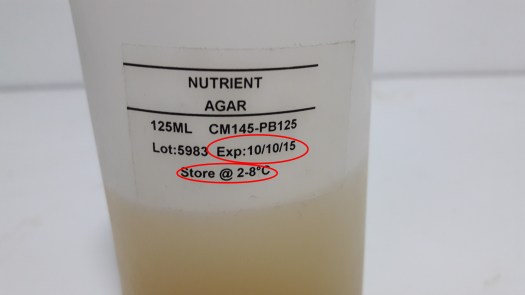 NUTRIENT
AGAR
125ML CM145-PB125
Lot:5983 Exp:10/10/15
Store @ 2-8°C